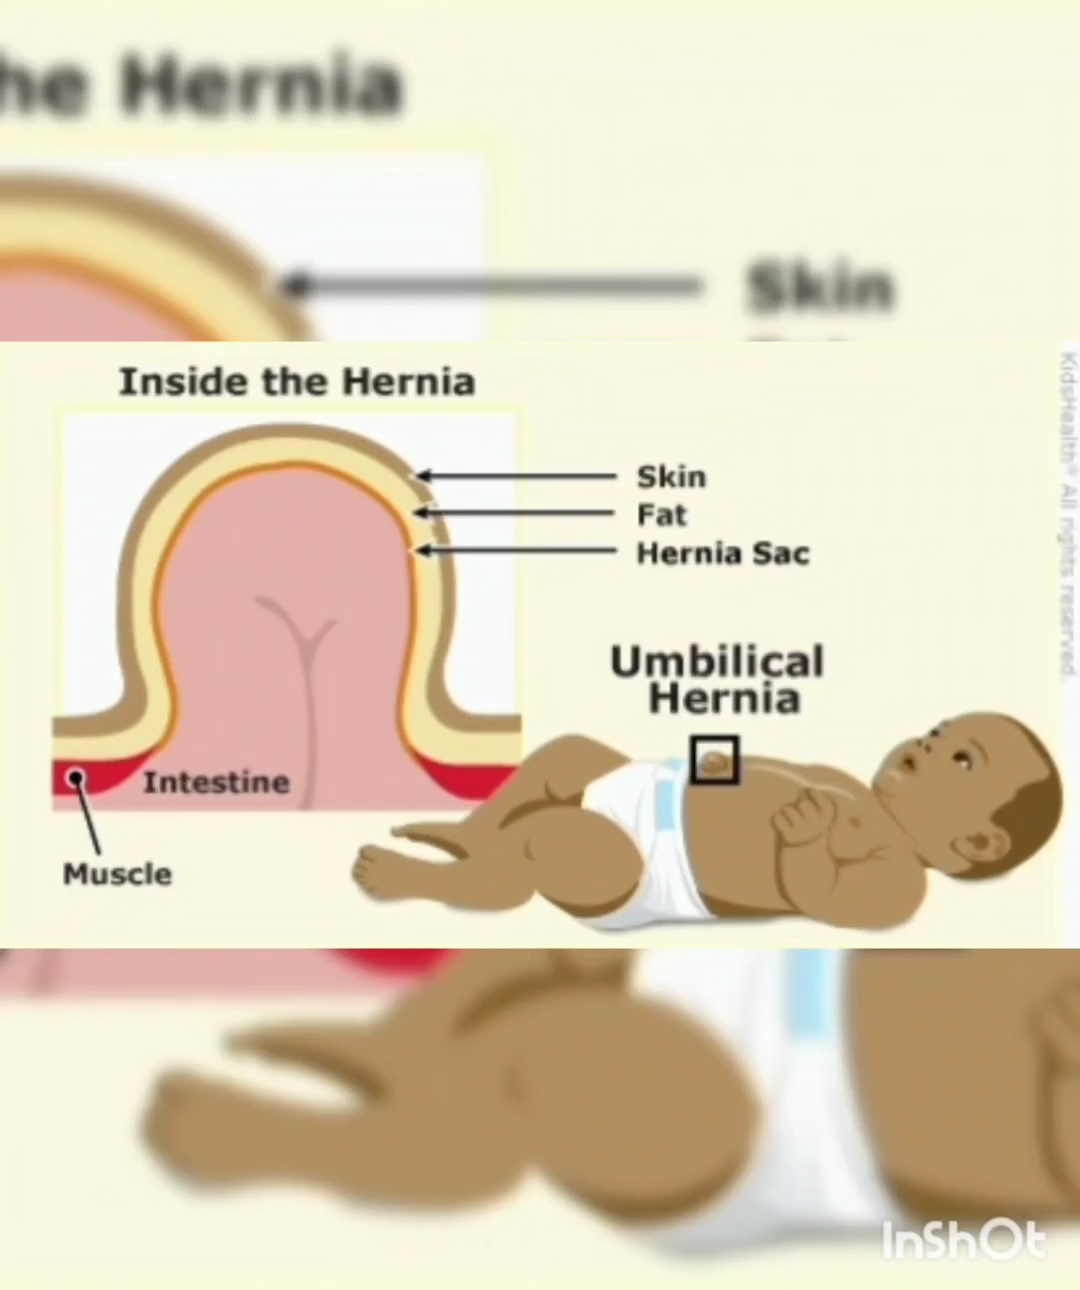 he Hernia
Skin
Inside the Hernia
Skin
Fat
Hernia Sac
Umbilical
Hernia
Intestine
Muscle
KidsHealth® All rights reserved.
InShOt